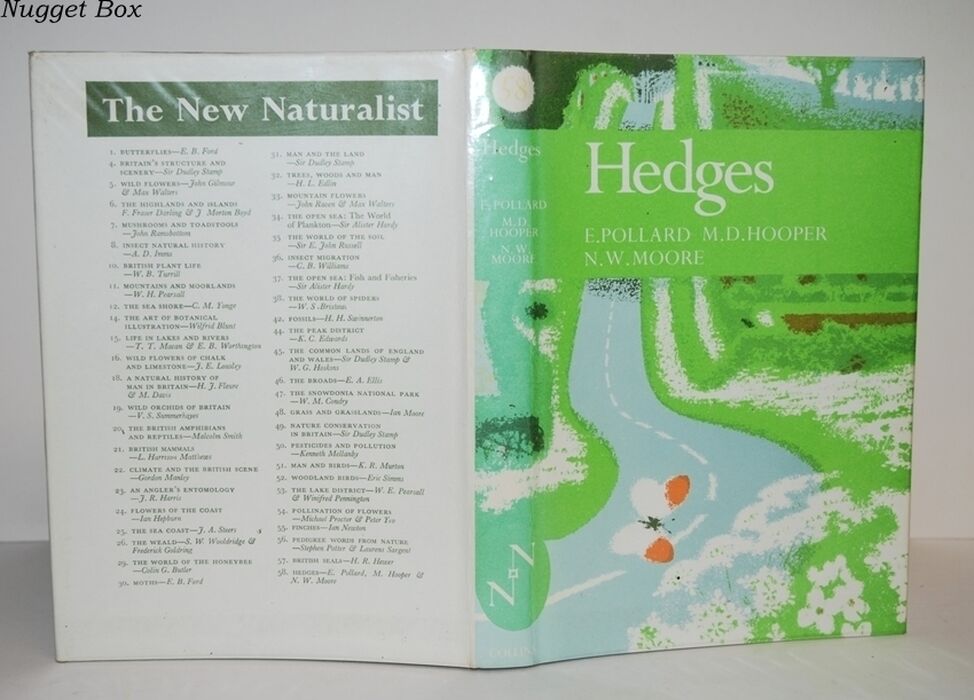 Nugget Box
The New Naturalist
1. BUTTERFLIES—E. B. Ford
4. BRITAIN'S STRUCTURE AND
SCENERY—Sir Dudley Stamp
5. WILD FLOWERS—John Gilmour
& Max Walters
6. THE HIGHLANDS AND ISLANDS
F. Fraser Darling & J Morton Boyd
7. MUSHROOMS AND TOADSTOOLS
—John Ramsbottom
8. INSECT NATURAL HISTORY
—A. D. Imms
10. BRITISH PLANT LIFE
—W. B. Turrill
11. MOUNTAINS AND MOORLANDS
—W. H. Pearsall
12. THE SEA SHORE—C. M. Yonge
14. THE ART OF BOTANICAL
ILLUSTRATION—Wilfrid Blunt
15. LIFE IN LAKES AND RIVERS
—T. T. Macan & E. B. Worthington
16. WILD FLOWERS OF CHALK
AND LIMESTONE—J. E. Lousley
18. A NATURAL HISTORY OF
MAN IN BRITAIN—H. J. Fleure
& M. Davis
19. WILD ORCHIDS OF BRITAIN
—V. S. Summerhayes
20. THE BRITISH AMPHIBIANS
AND REPTILES—Malcolm Smith
21. BRITISH MAMMALS
—L. Harrison Matthews
22. CLIMATE AND THE BRITISH SCENE
—Gordon Manley
23. AN ANGLER'S ENTOMOLOGY
—J. R. Harris
24. FLOWERS OF THE COAST
—Ian Hepburn
25. THE SEA COAST—J. A. Steers
26. THE WEALD—S. W. Wooldridge &
Frederick Goldring
29. THE WORLD OF THE HONEYBEE
—Colin G. Butler
30. MOTHS—E. B. Ford
31. MAN AND THE LAND
—Sir Dudley Stamp
32. TREES, WOODS AND MAN
—H. L. Edlin
33. MOUNTAIN FLOWERS
—John Raven & Max Walters
34. THE OPEN SEA: The World
of Plankton—Sir Alister Hardy
35 THE WORLD OF THE SOIL
—Sir E. John Russell
36. INSECT MIGRATION
—C. B. Williams
37. THE OPEN SEA: Fish and Fisheries
—Sir Alister Hardy
38. THE WORLD OF SPIDERS
—W. S. Bristowe
42. FOSSILS—H. H. Swinnerton
44. THE PEAK DISTRICT
—K. C. Edwards
45. THE COMMON LANDS OF ENGLAND
AND WALES—Sir Dudley Stamp &
W. G. Hoskins
46. THE BROADS—E. A. Ellis
47. THE SNOWDONIA NATIONAL PARK
—W. M. Condry
48. GRASS AND GRASSLANDS—Ian Moore
49. NATURE CONSERVATION
IN BRITAIN—Sir Dudley Stamp
50. PESTICIDES AND POLLUTION
—Kenneth Mellanby
51. MAN AND BIRDS—R. K. Murton
52. WOODLAND BIRDS—Eric Simms
53. THE LAKE DISTRICT—W. E. Pearsall
& Winifred Pennington
54. POLLINATION OF FLOWERS
—Michael Proctor & Peter Yeo
55. FINCHES—Ian Newton
56. PEDIGREE WORDS FROM NATURE
—Stephen Potter & Laurens Sargent
57. BRITISH SEALS—H. R. Hewer
58. HEDGES—E. Pollard, M. Hooper &
N. W. Moore
58
Hedges
E. POLLARD
M. D.
HOOPER
N. W.
MOORE
N
N
COLLINS
Hedges
E. POLLARD M. D. HOOPER
N. W. MOORE